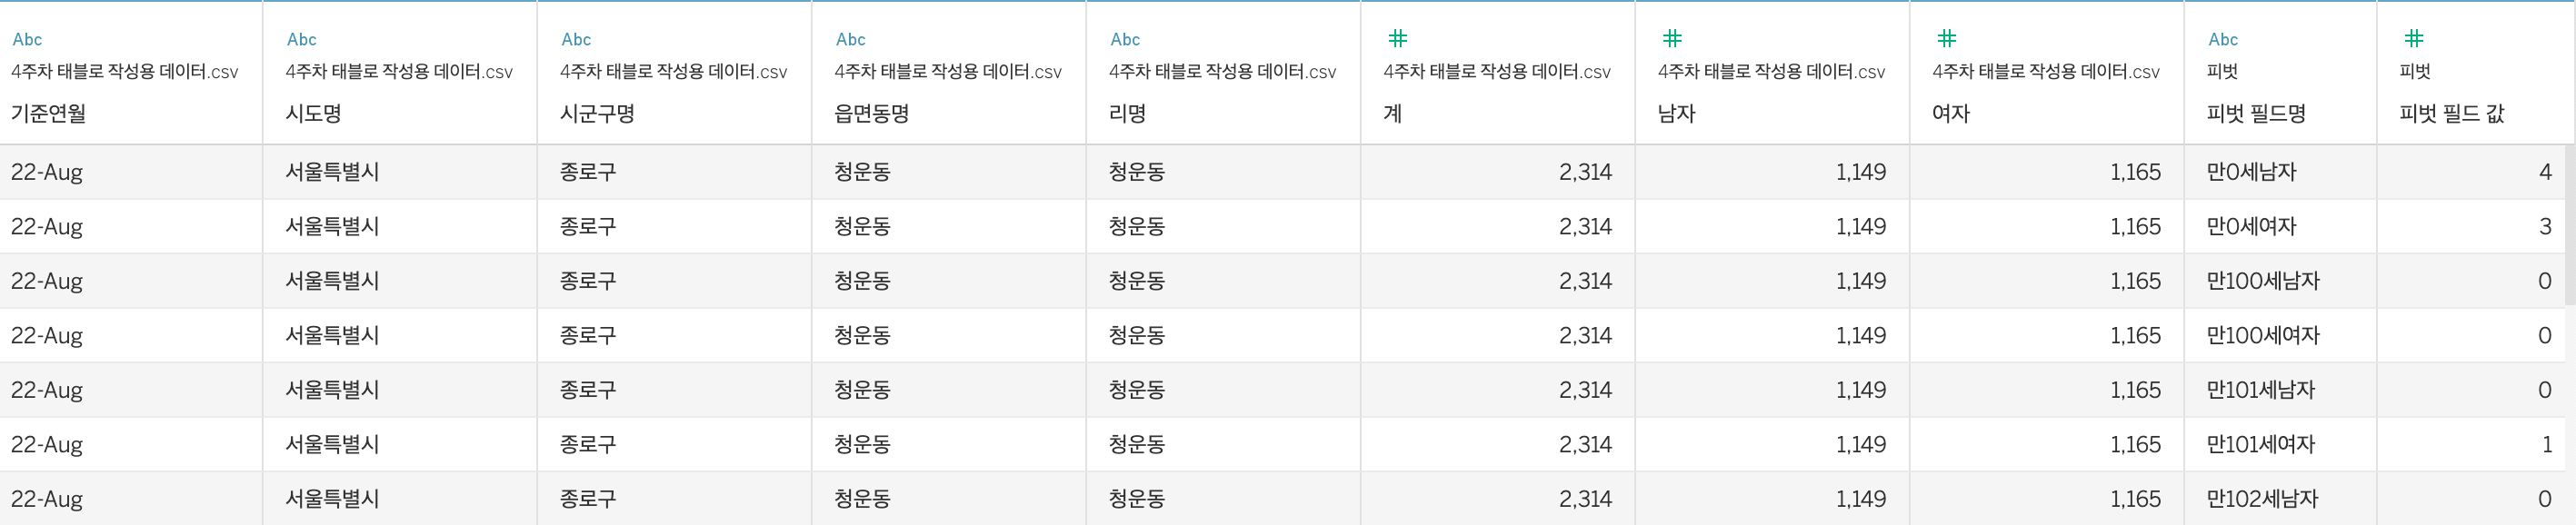 Abc Abc Abc Abc Abc Abc
4주차 태블로 작성용 데이터.csv 4주차 태블로 작성용 데이터.csv 4주차 태블로 작성용 데이터.csv 4주차 태블로 작성용 데이터.csv 4주차 태블로 작성용 데이터.csv 4주차 태블로 작성용 데이터.csv 4주차 태블로 작성용 데이터.csv 4주차 태블로 작성용 데이터.csv 피벗 피벗
기준연월 시도명 시군구명 읍면동명 리명 계 남자 여자 피벗 필드명 피벗 필드 값
22-Aug 서울특별시 종로구 청운동 청운동 2,314 1,149 1,165 만0세남자 4
22-Aug 서울특별시 종로구 청운동 청운동 2,314 1,149 1,165 만0세여자 3
22-Aug 서울특별시 종로구 청운동 청운동 2,314 1,149 1,165 만100세남자 0
22-Aug 서울특별시 종로구 청운동 청운동 2,314 1,149 1,165 만100세여자 0
22-Aug 서울특별시 종로구 청운동 청운동 2,314 1,149 1,165 만101세남자 0
22-Aug 서울특별시 종로구 청운동 청운동 2,314 1,149 1,165 만101세여자 1
22-Aug 서울특별시 종로구 청운동 청운동 2,314 1,149 1,165 만102세남자 0